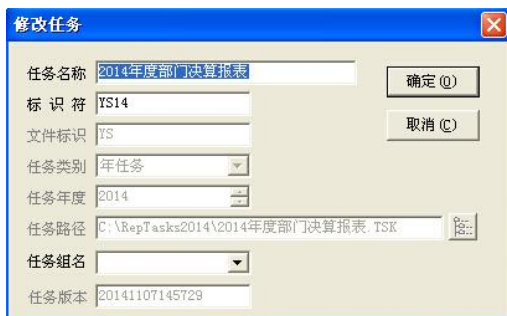 修改任务
任务名称 2014年度部门决算报表
确定(O)
标 识 符 YS14
取消(C)
文件标识 YS
任务类别 年任务
任务年度 2014
任务路径 C:\RepTasks2014\2014年度部门决算报表.TSK
任务组名
任务版本 20141107145729